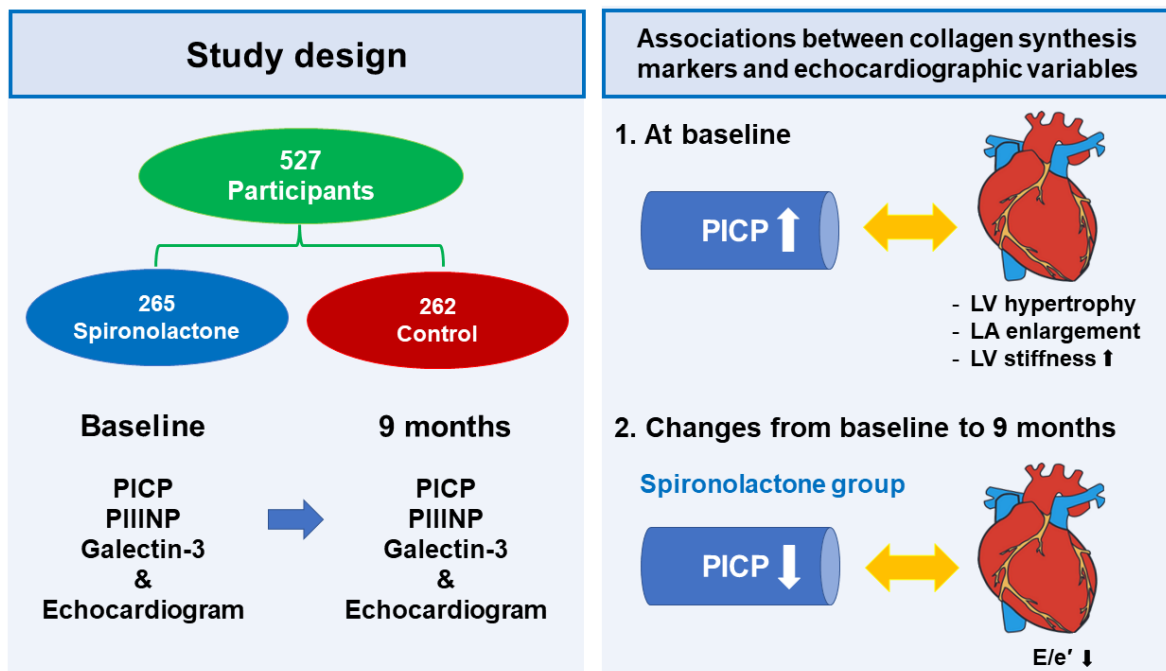 Study design
527
Participants
265
Spironolactone
262
Control
Baseline
9 months
PICP
PIIINP
Galectin-3
&
Echocardiogram
PICP
PIIINP
Galectin-3
&
Echocardiogram
Associations between collagen synthesis
markers and echocardiographic variables
1. At baseline
PICP
- LV hypertrophy
- LA enlargement
- LV stiffness ⬆
2. Changes from baseline to 9 months
Spironolactone group
PICP
E/e′ ⬇